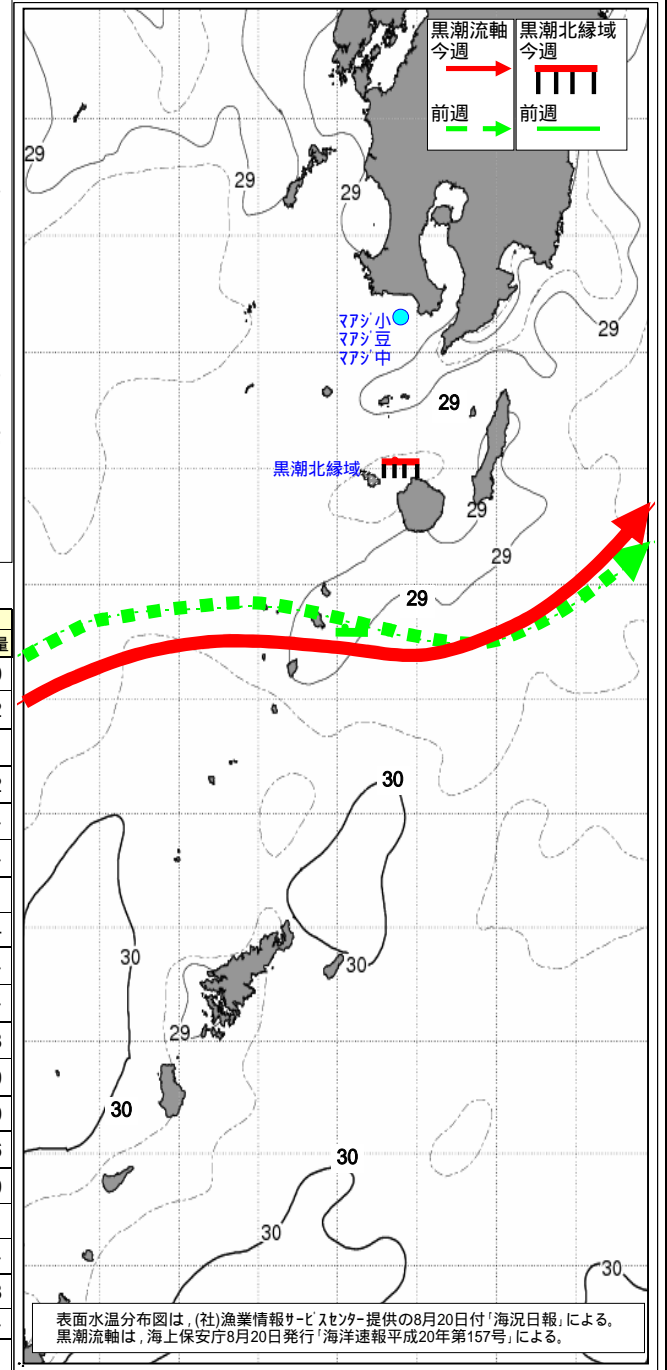 黒潮流軸
今週
前週
黒潮北縁域
今週
前週
29
29
29
29
マアジ小
マアジ豆
マアジ中
29
黒潮北縁域
29
29
29
30
30
30
29
30
30
30
30
量
表面水温分布図は，(社)漁業情報サービスセンター提供の8月20日付「海況日報」による。
黒潮流軸は，海上保安庁8月20日発行「海洋速報平成20年第157号」による。